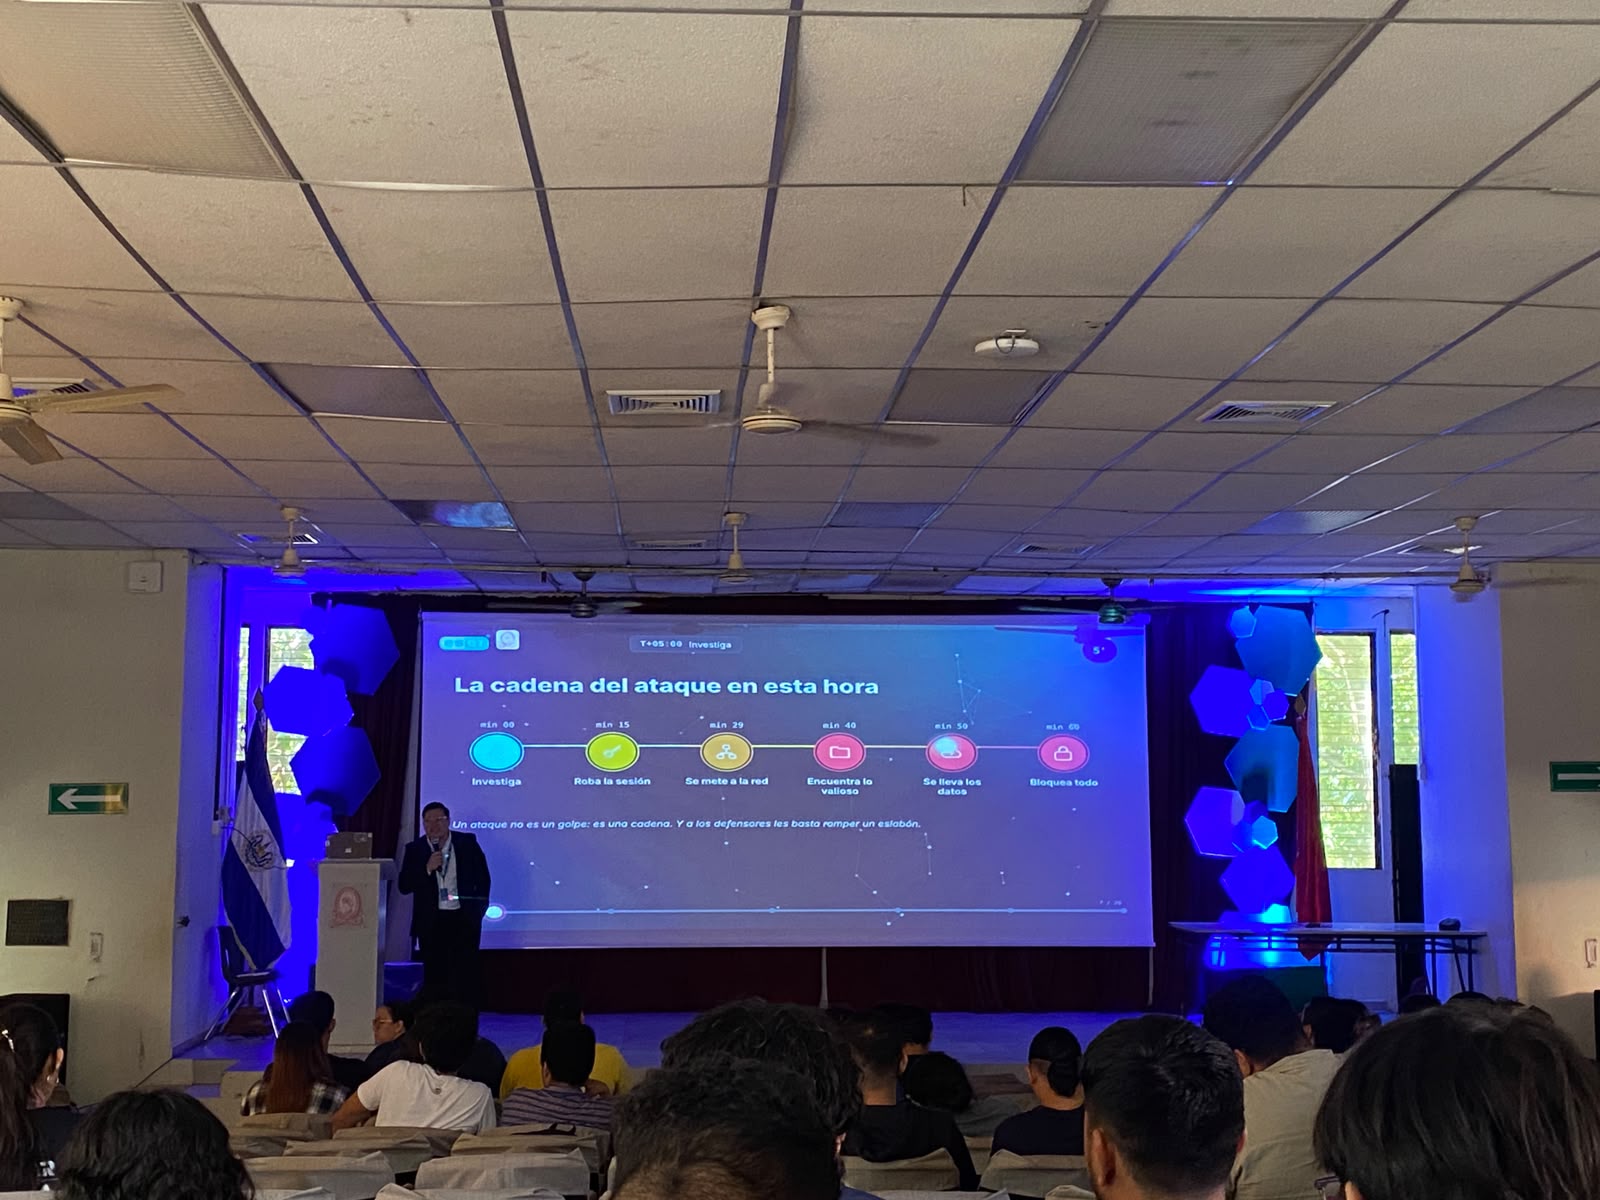 T+05:00 Investiga
5'
La cadena del ataque en esta hora
min 00
min 15
min 29
min 40
min 50
min 60
Investiga
Roba la sesión
Se mete a la red
Encuentra lo
valioso
Se lleva los
datos
Bloquea todo
Un ataque no es un golpe: es una cadena. Y a los defensores les basta romper un eslabón.